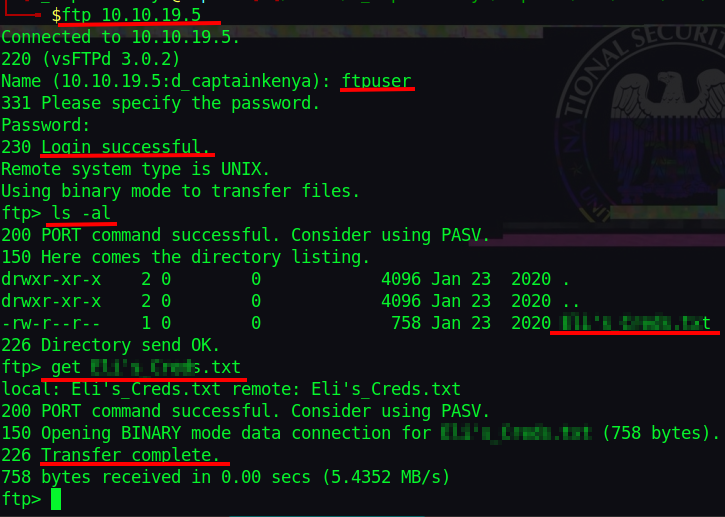 $ftp 10.10.19.5
Connected to 10.10.19.5.
220 (vsFTPd 3.0.2)
Name (10.10.19.5:d_captainkenya): ftpuser
331 Please specify the password.
Password:
230 Login successful.
Remote system type is UNIX.
Using binary mode to transfer files.
ftp> ls -al
200 PORT command successful. Consider using PASV.
150 Here comes the directory listing.
drwxr-xr-x    2 0        0            4096 Jan 23  2020 .
drwxr-xr-x    2 0        0            4096 Jan 23  2020 ..
-rw-r--r--    1 0        0             758 Jan 23  2020
226 Directory send OK.
ftp> get .txt
local: Eli's_Creds.txt remote: Eli's_Creds.txt
200 PORT command successful. Consider using PASV.
150 Opening BINARY mode data connection for (758 bytes).
226 Transfer complete.
758 bytes received in 0.00 secs (5.4352 MB/s)
ftp>
NATIONAL SECURITY